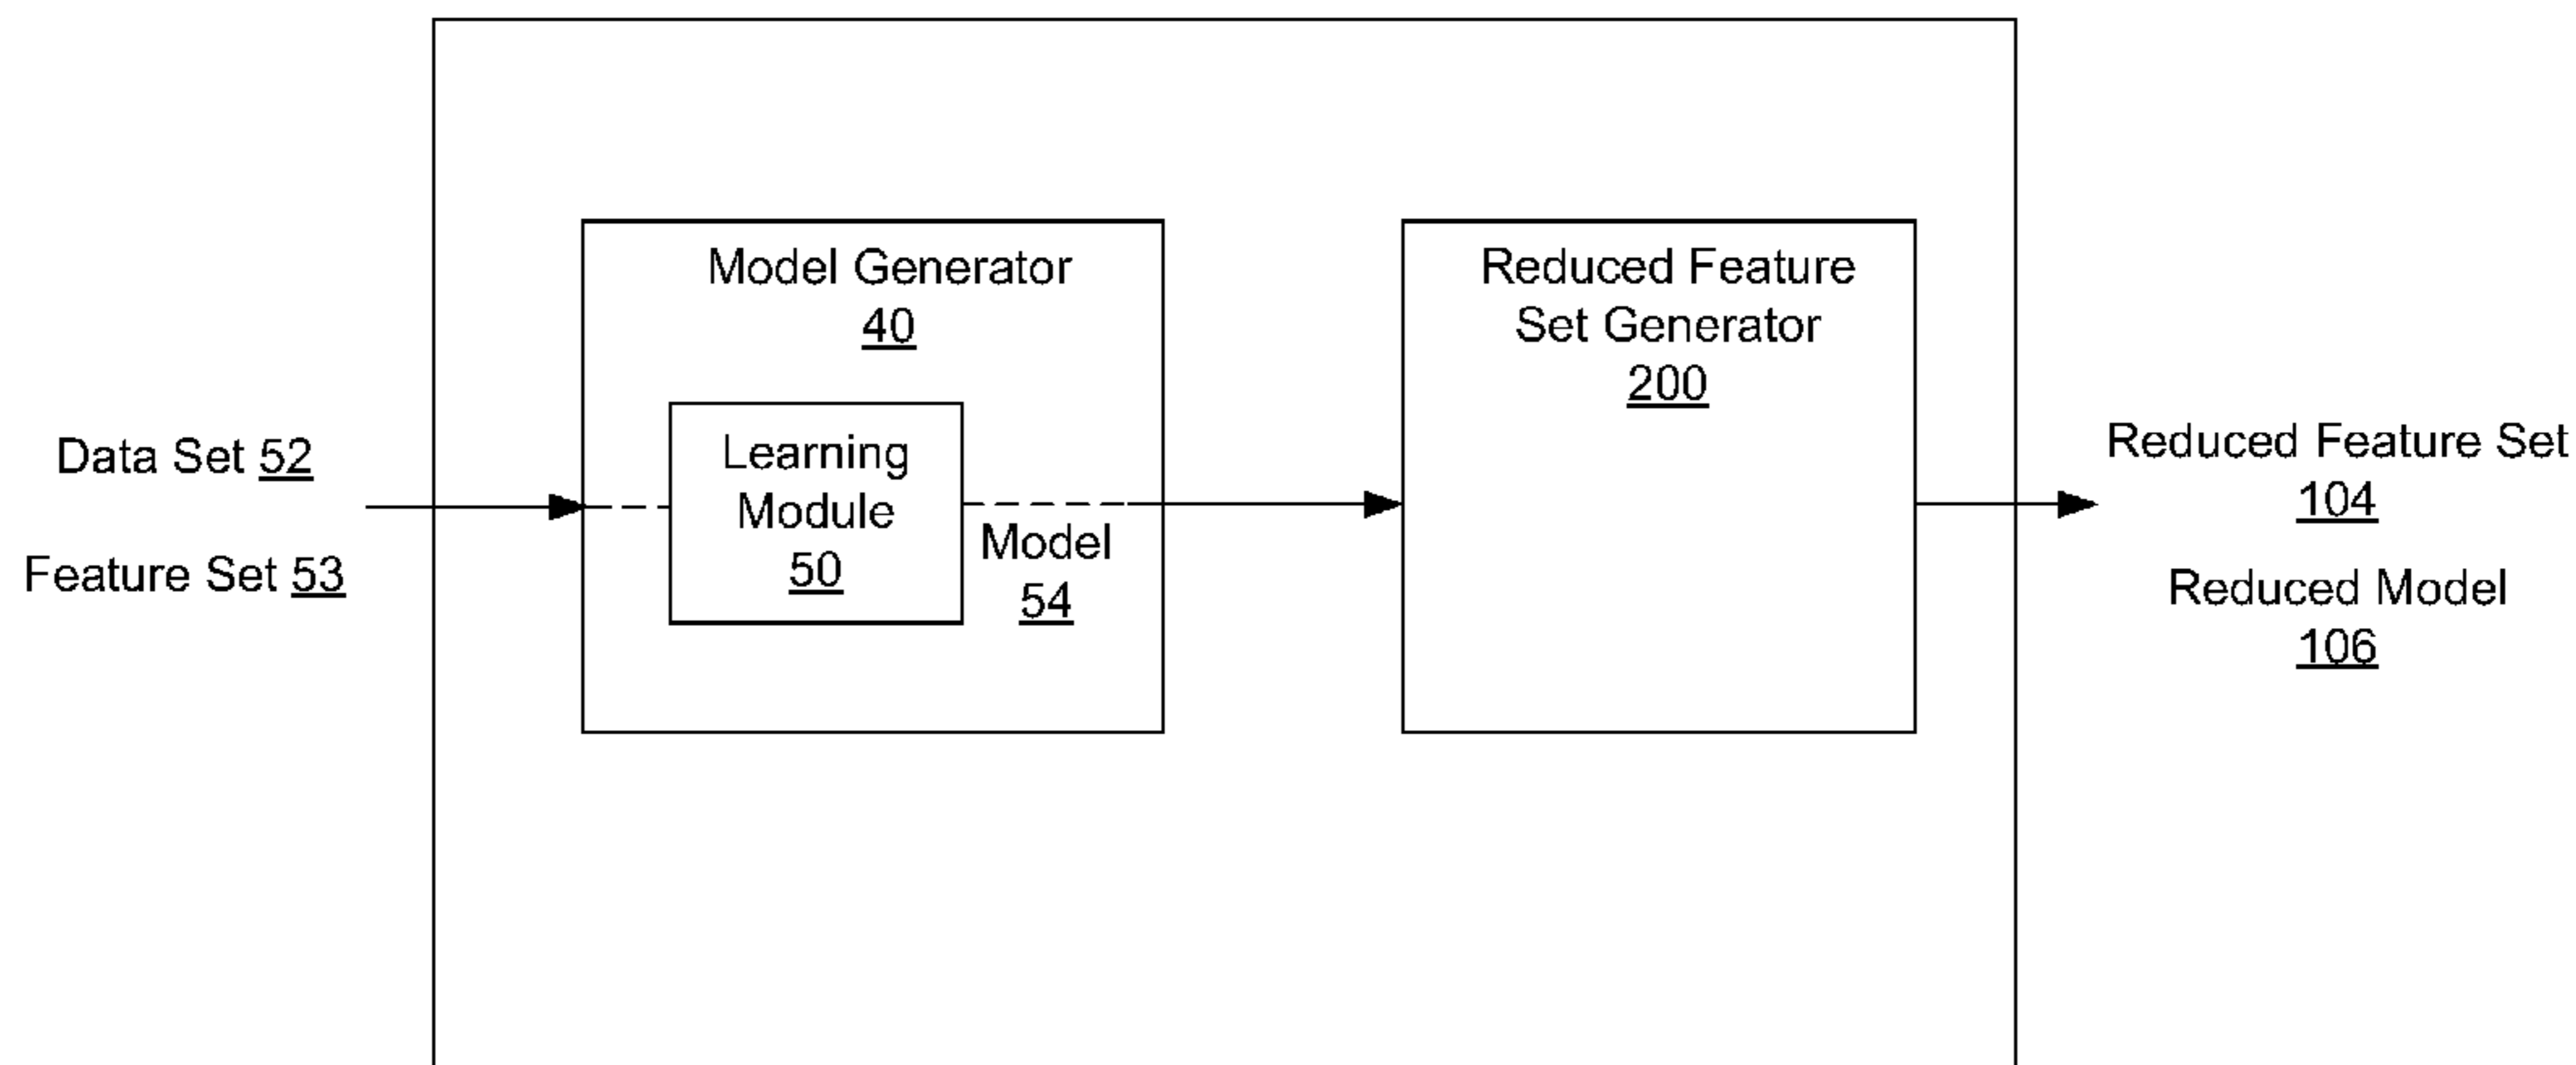 Data Set 52
Feature Set 53
Model Generator
40
Learning
Module
50
Model
54
Reduced Feature
Set Generator
200
Reduced Feature Set
104
Reduced Model
106